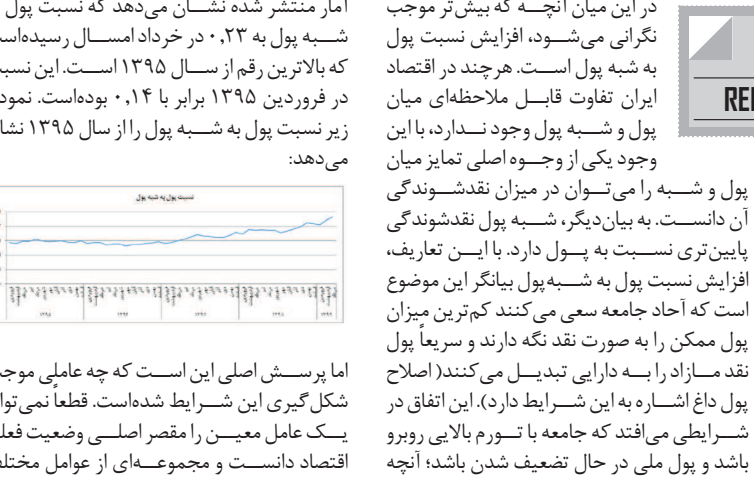 در این میان آنچه که بیش‌تر موجب
نگرانی می‌شود، افزایش نسبت پول
به شبه پول است. هرچند در اقتصاد
ایران تفاوت قابل ملاحظه‌ای میان
پول و شبه پول وجود ندارد، با این
وجود یکی از وجوه اصلی تمایز میان
پول و شبه را می‌توان در میزان نقدشوندگی
آن دانست. به بیان‌دیگر، شبه پول نقدشوندگی
پایین‌تری نسبت به پول دارد. با این تعاریف،
افزایش نسبت پول به شبه‌پول بیانگر این موضوع
است که آحاد جامعه سعی می‌کنند کم‌ترین میزان
پول ممکن را به صورت نقد نگه دارند و سریعاً پول
نقد مازاد را به دارایی تبدیل می‌کنند( اصلاح
پول داغ اشاره به این شرایط دارد). این اتفاق در
شرایطی می‌افتد که جامعه با تورم بالایی روبرو
باشد و پول ملی در حال تضعیف شدن باشد؛ آنچه
آمار منتشر شده نشان می‌دهد که نسبت پول
شبه پول به ۰,۲۳ در خرداد امسال رسیده‌است
که بالاترین رقم از سال ۱۳۹۵ است. این نسبت
در فروردین ۱۳۹۵ برابر با ۰,۱۴ بوده‌است. نمودار
زیر نسبت پول به شبه پول را از سال ۱۳۹۵ نشان
می‌دهد:
نسبت پول به شبه پول
۱۳۹۵ ۱۳۹۶ ۱۳۹۷ ۱۳۹۸ ۱۳۹۹
اما پرسش اصلی این است که چه عاملی موجب
شکل‌گیری این شرایط شده‌است. قطعاً نمی‌توان
یک عامل معین را مقصر اصلی وضعیت فعلی
اقتصاد دانست و مجموعه‌ای از عوامل مختلف